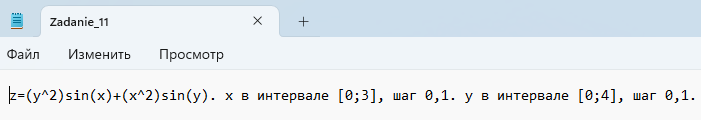 Zadanie_11
Файл Изменить Просмотр
z=(y^2)sin(x)+(x^2)sin(y). x в интервале [0;3], шаг 0,1. y в интервале [0;4], шаг 0,1.